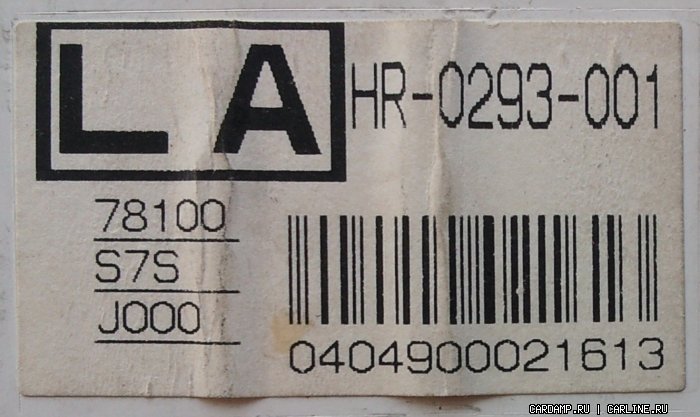 LA HR-0293-001
78100
S7S
J000
0404900021613
CARDAMP.RU | CARLINE.RU